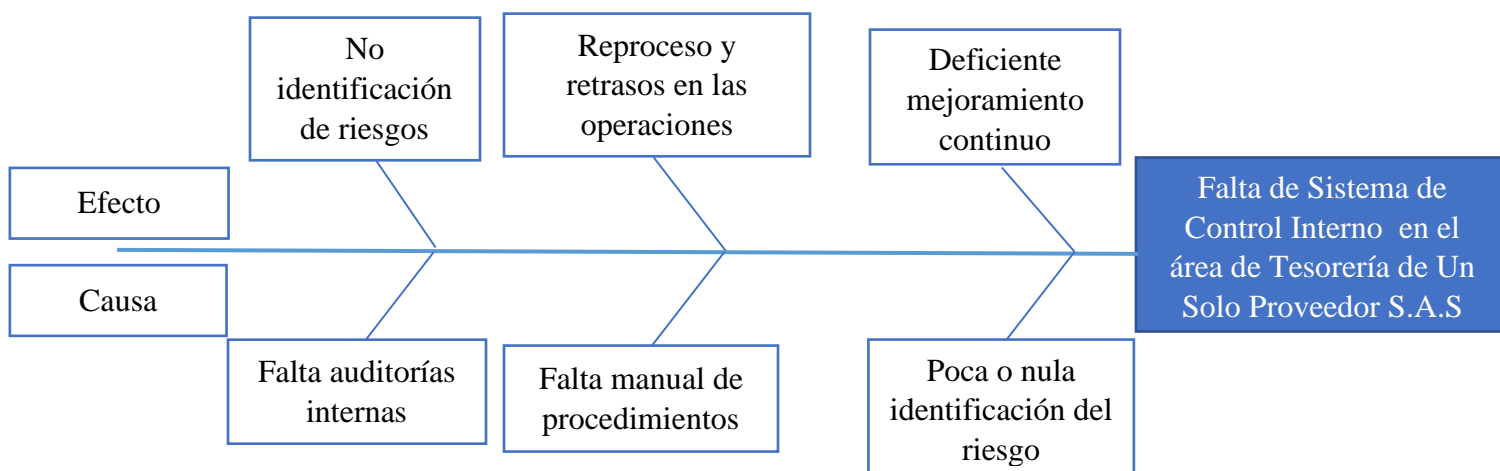 No
identificación
de riesgos
Reproceso y
retrasos en las
operaciones
Deficiente
mejoramiento
continuo
Efecto
Causa
Falta de Sistema de
Control Interno en el
área de Tesorería de Un
Solo Proveedor S.A.S
Falta auditorías
internas
Falta manual de
procedimientos
Poca o nula
identificación del
riesgo